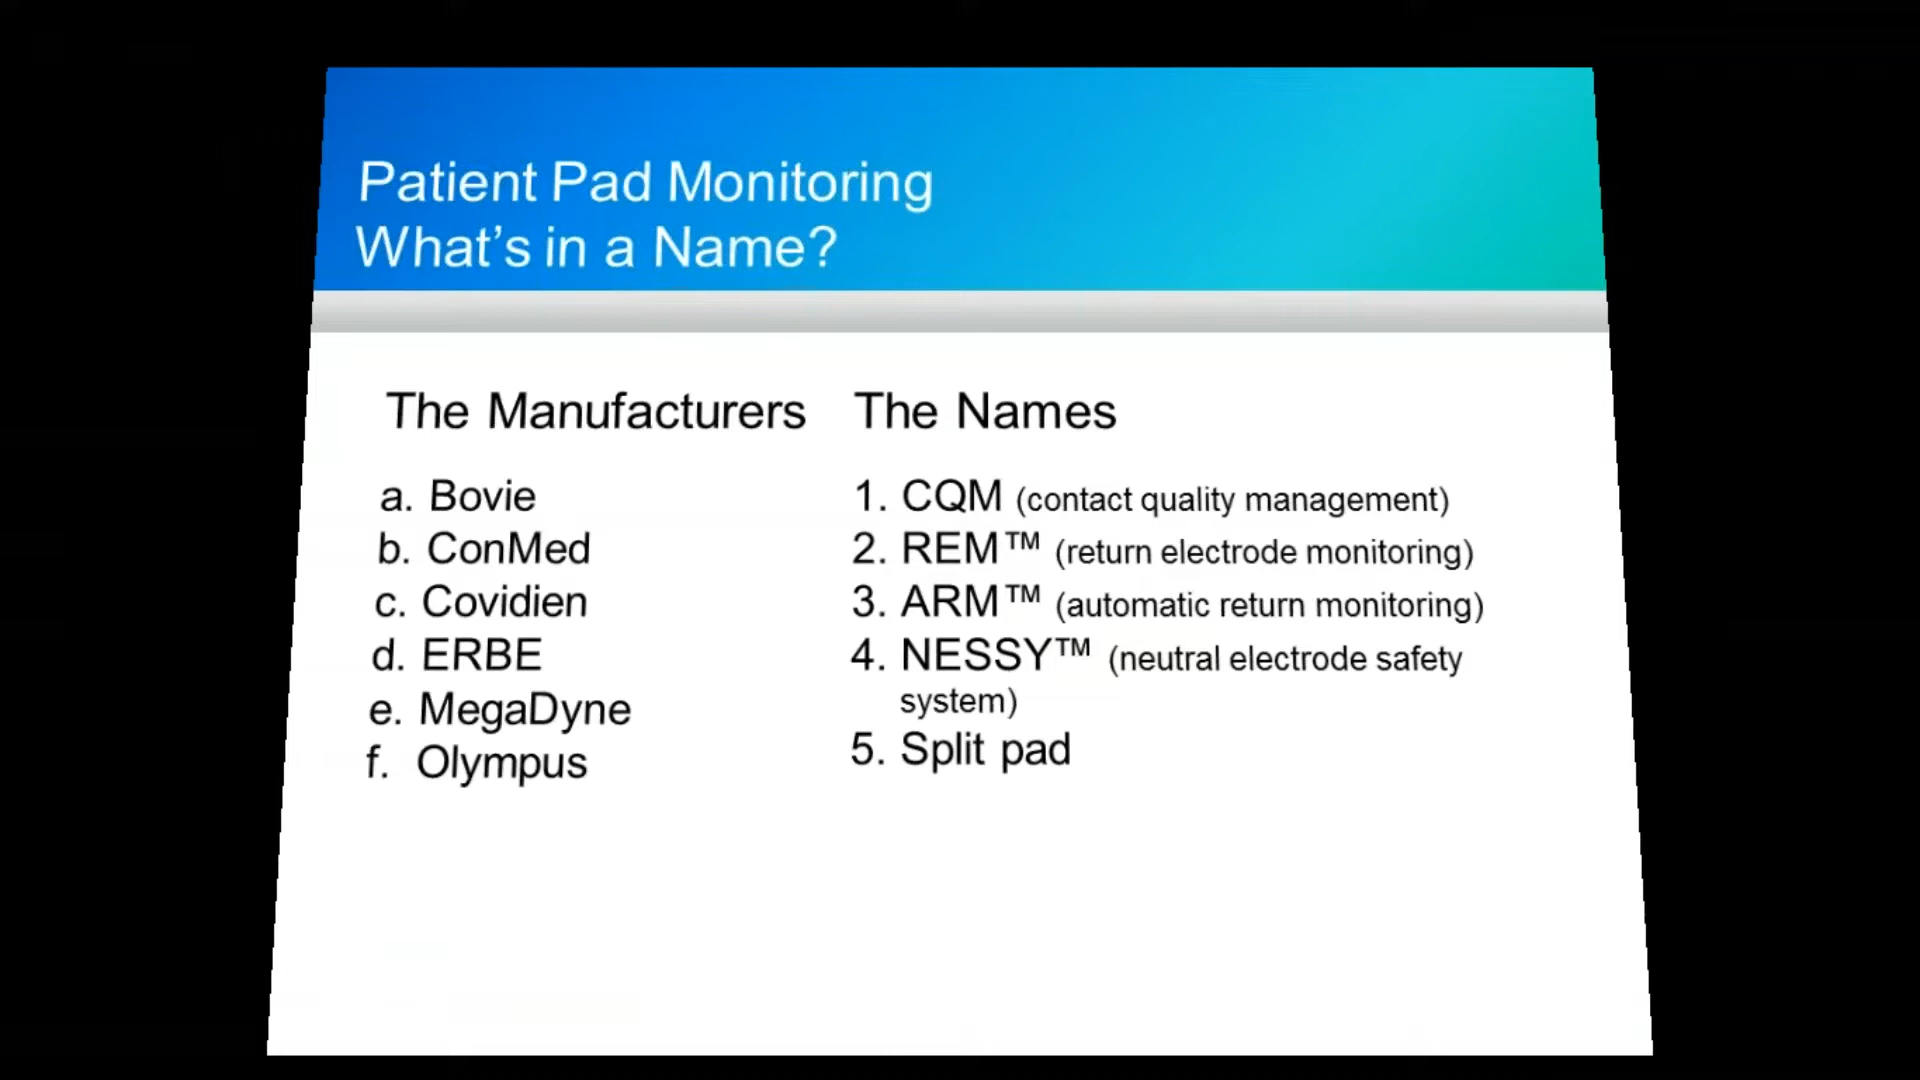 Patient Pad Monitoring
What's in a Name?
The Manufacturers
a. Bovie
b. ConMed
c. Covidien
d. ERBE
e. MegaDyne
f. Olympus
The Names
1. CQM (contact quality management)
2. REM™ (return electrode monitoring)
3. ARM™ (automatic return monitoring)
4. NESSY™ (neutral electrode safety
system)
5. Split pad